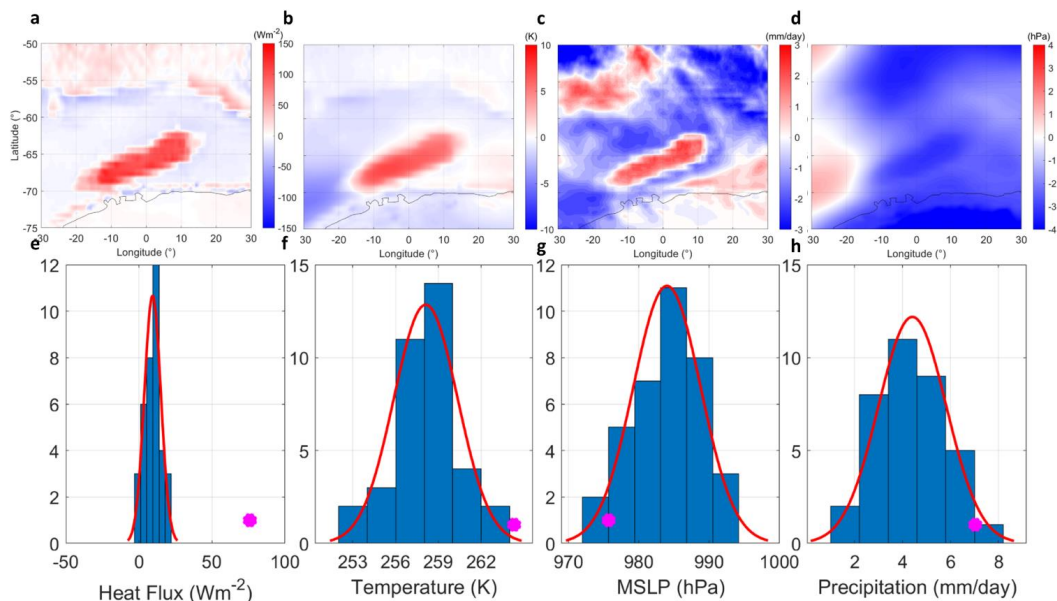 a
b
c
d
(Wm-2)
(K)
(mm/day)
(hPa)
Latitude (°)
-50
-55
-60
-65
-70
-75
-30 -20 -10 0 10 20 30
150
100
50
0
-50
-100
-150
-30 -20 -10 0 10 20 30
10
5
0
-5
-10
-30 -20 -10 0 10 20 30
3
2
1
0
-1
-2
-3
-30 -20 -10 0 10 20 30
4
3
2
1
0
-1
-2
-3
-4
Longitude (°)
Longitude (°)
Longitude (°)
Longitude (°)
e
f
g
h
12
10
8
6
4
2
0
-50 0 50 100
Heat Flux (Wm-2)
15
10
5
0
253 256 259 262
Temperature (K)
12
10
8
6
4
2
0
970 980 990 1000
MSLP (hPa)
15
10
5
0
2 4 6 8
Precipitation (mm/day)